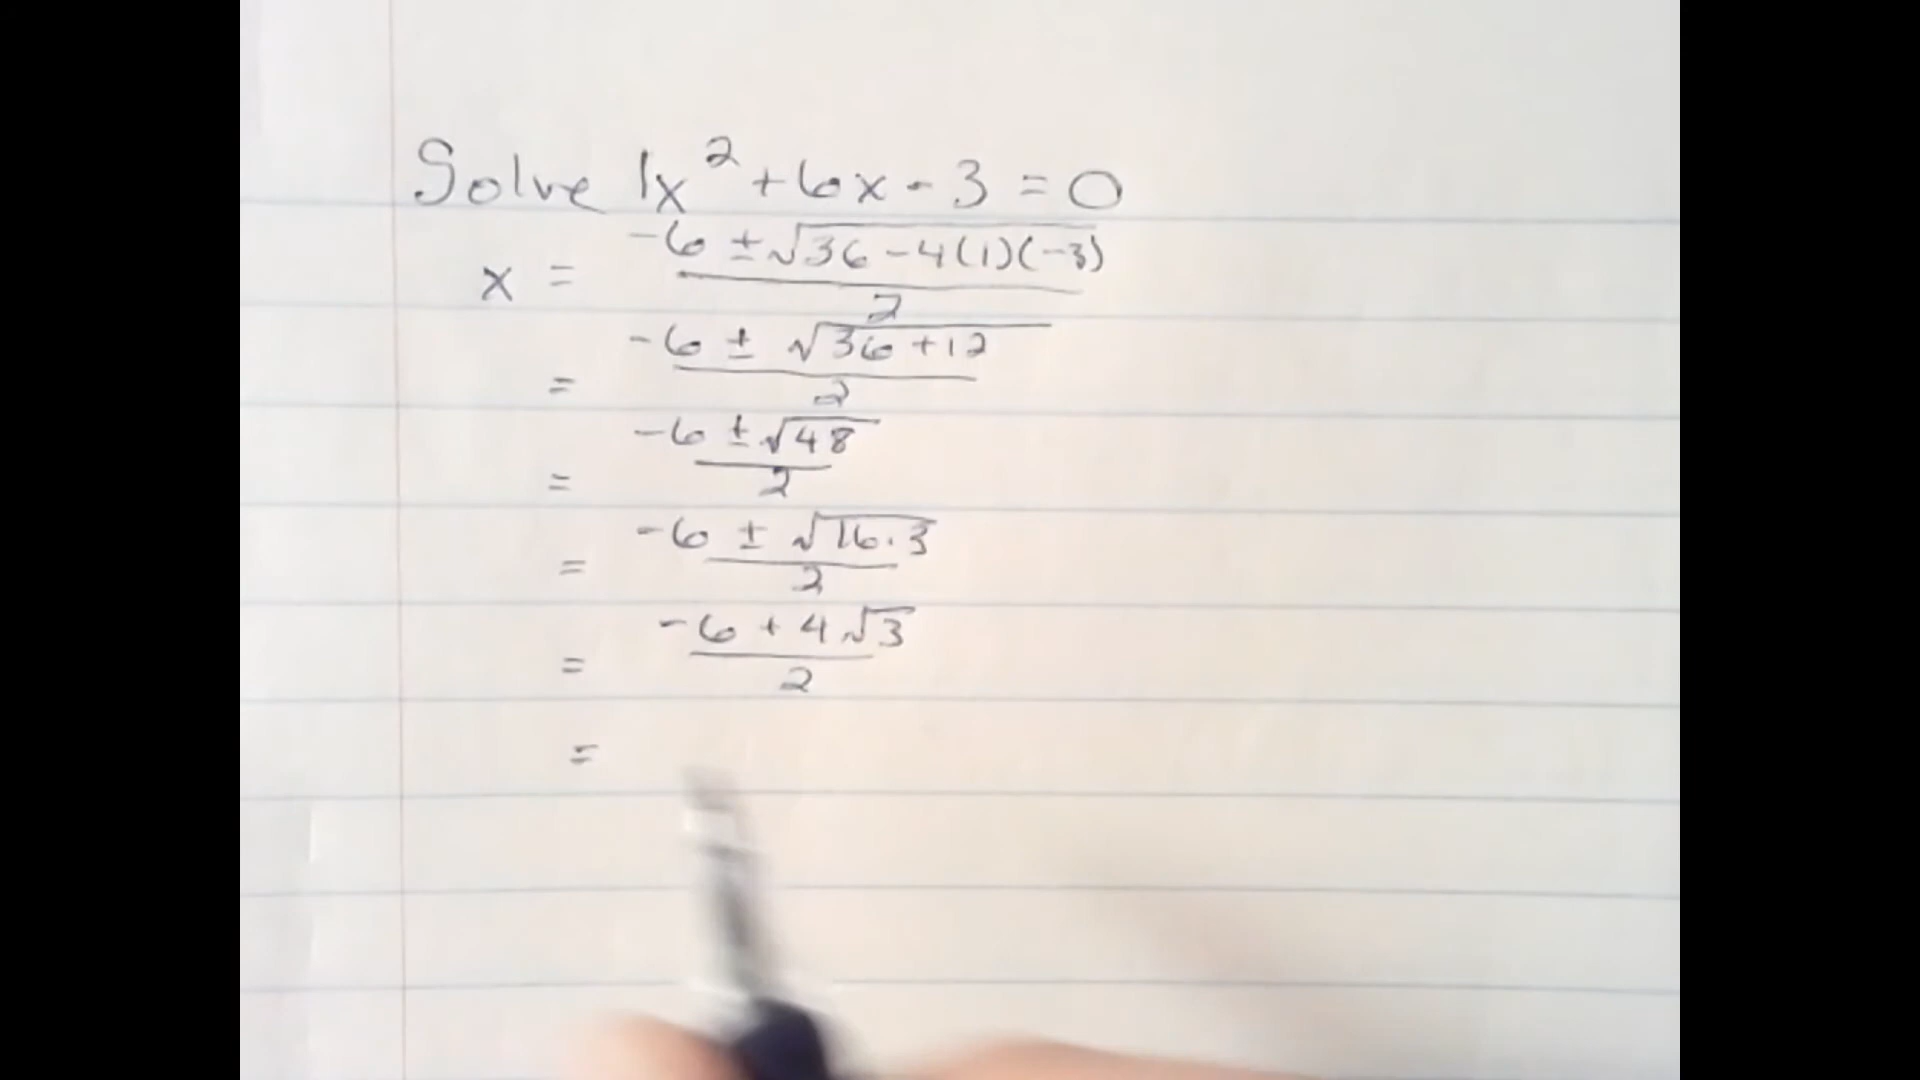 Solve 1x² + 6x - 3 = 0
x = (-6 ± √(36 - 4(1)(-3))) / 2
= (-6 ± √(36 + 12)) / 2
= (-6 ± √48) / 2
= (-6 ± √(16·3)) / 2
= (-6 + 4√3) / 2
=